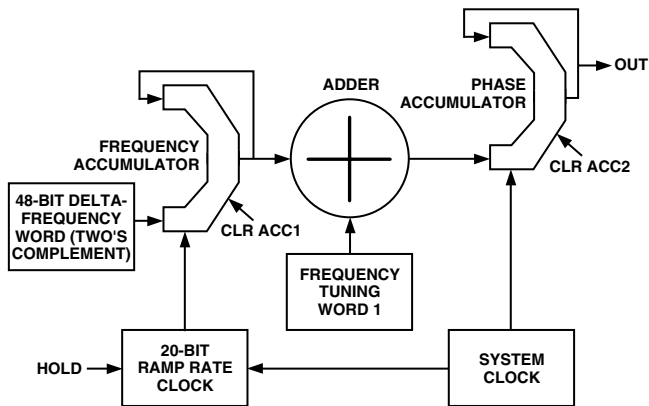 ADDER
PHASE
ACCUMULATOR
OUT
FREQUENCY
ACCUMULATOR
CLR ACC2
48-BIT DELTA-
FREQUENCY
WORD (TWO'S
COMPLEMENT)
CLR ACC1
FREQUENCY
TUNING
WORD 1
HOLD
20-BIT
RAMP RATE
CLOCK
SYSTEM
CLOCK